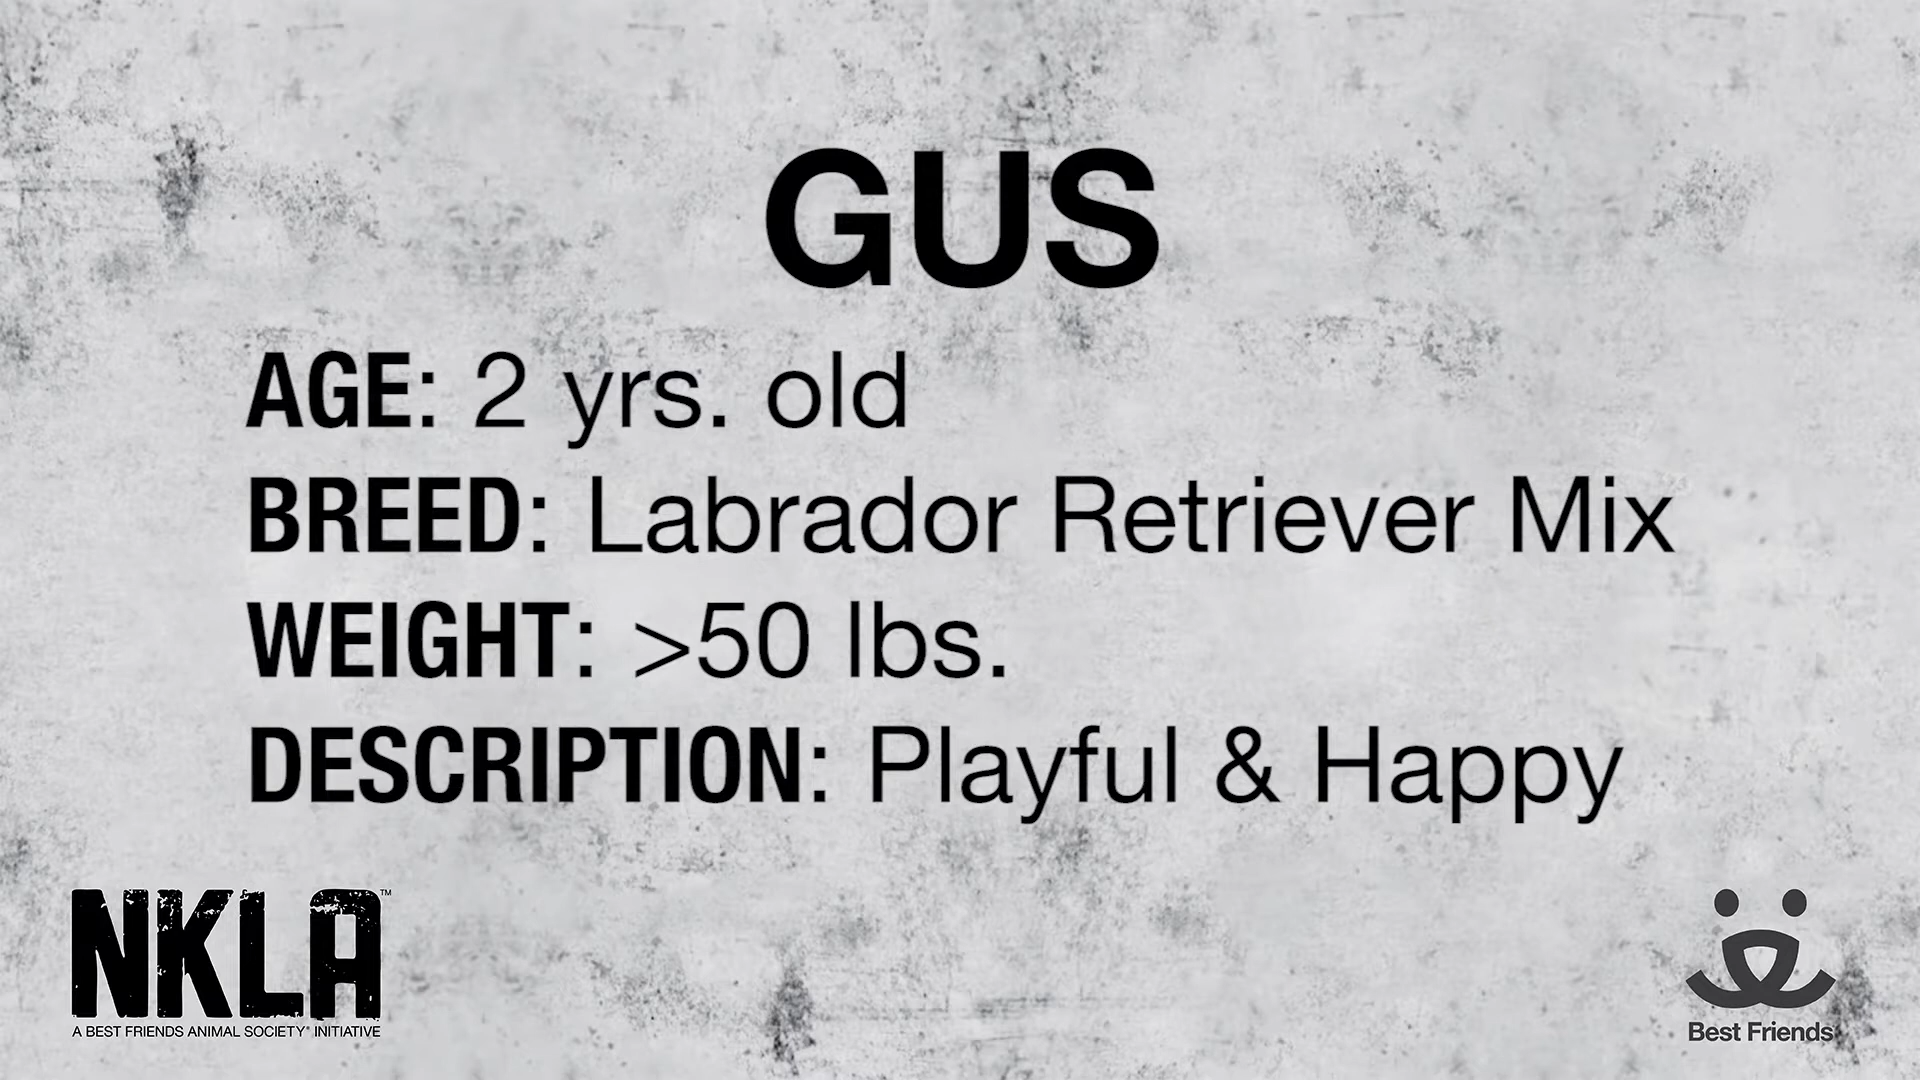 GUS
AGE: 2 yrs. old
BREED: Labrador Retriever Mix
WEIGHT: >50 lbs.
DESCRIPTION: Playful & Happy
NKLA™
A BEST FRIENDS ANIMAL SOCIETY® INITIATIVE
Best Friends